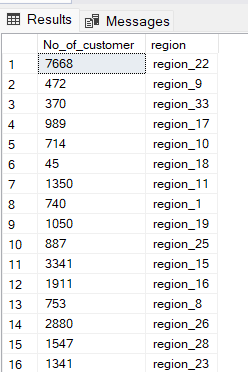 Results Messages
No_of_customer region
1 7668 region_22
2 472 region_9
3 370 region_33
4 989 region_17
5 714 region_10
6 45 region_18
7 1350 region_11
8 740 region_1
9 1050 region_19
10 887 region_25
11 3341 region_15
12 1911 region_16
13 753 region_8
14 2880 region_26
15 1547 region_28
16 1341 region_23